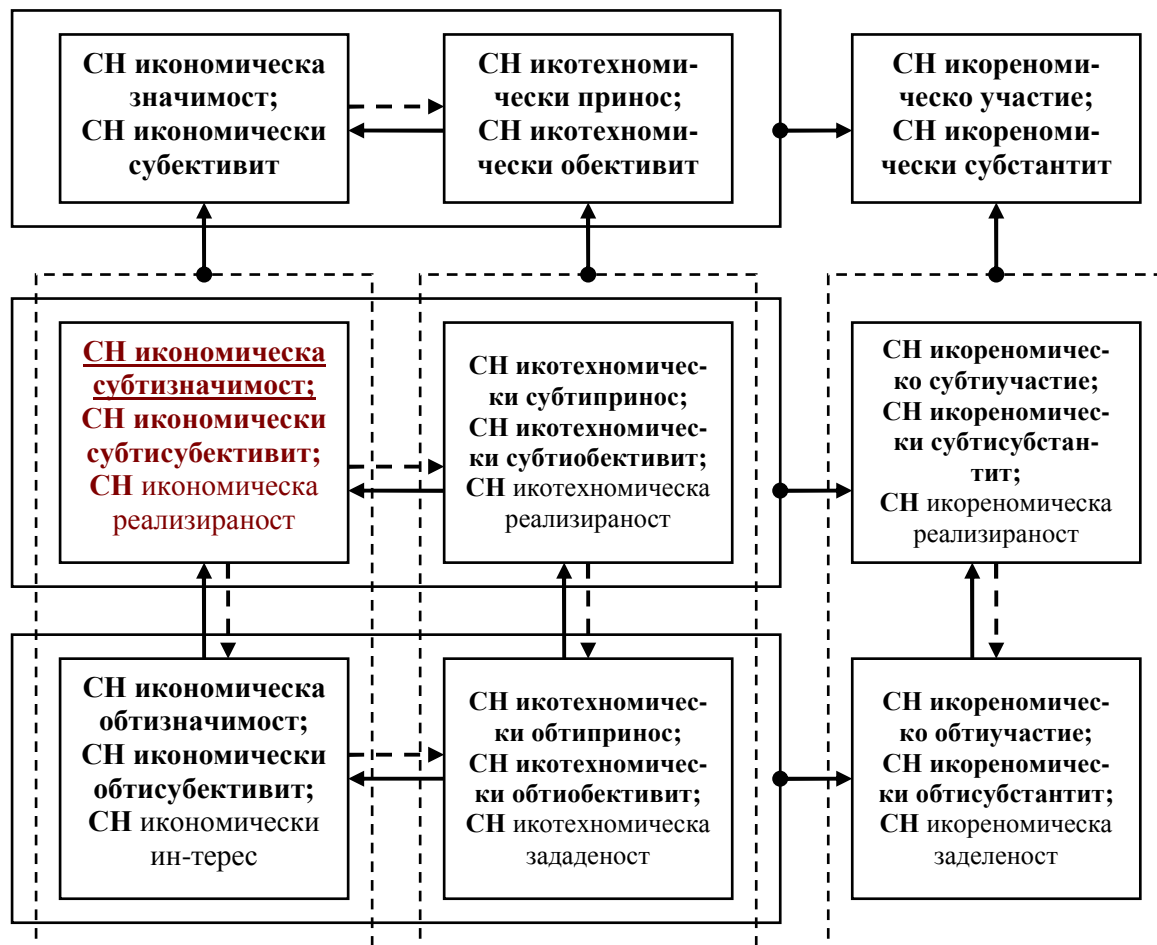 СН икономическа
значимост;
СН икономически
субективит
СН икотехноми-
чески принос;
СН икотехноми-
чески обективит
СН икореноми-
ческо участие;
СН икореноми-
чески субстантит
СН икономическа
субтизначимост;
СН икономически
субтисубективит;
СН икономическа
реализираност
СН икотехномичес-
ки субтипринос;
СН икотехномичес-
ки субтиобективит;
СН икотехномическа
реализираност
СН икореномичес-
ко субтиучастие;
СН икореномичес-
ки субтисубстан-
тит;
СН икореномическа
реализираност
СН икономическа
обтизначимост;
СН икономически
обтисубективит;
СН икономически
ин-терес
СН икотехномичес-
ки обтипринос;
СН икотехномичес-
ки обтиобективит;
СН икотехномическа
зададеност
СН икореномичес-
ко обтиучастие;
СН икореномичес-
ки обтисубстантит;
СН икореномическа
заделеност